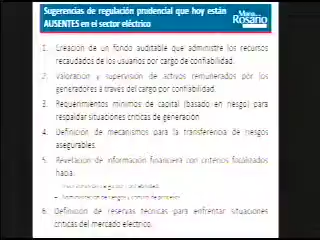 Sugerencias de regulación prudencial que hoy están
AUSENTES en el sector eléctrico
Rosario
1. Creación de un fondo auditable que administre los recursos
recaudados de los usuarios por cargo de confiabilidad.
2. Valoración y supervisión de activos remunerados por los
generadores a través del cargo por confiabilidad.
3. Requerimientos mínimos de capital (basado en riesgo) para
respaldar situaciones críticas de generación
4. Definición de mecanismos para la transferencia de riesgos
asegurables.
5. Revelación de información financiera con criterios focalizados
hacia:
6. Definición de reservas técnicas para enfrentar situaciones
críticas del mercado eléctrico.